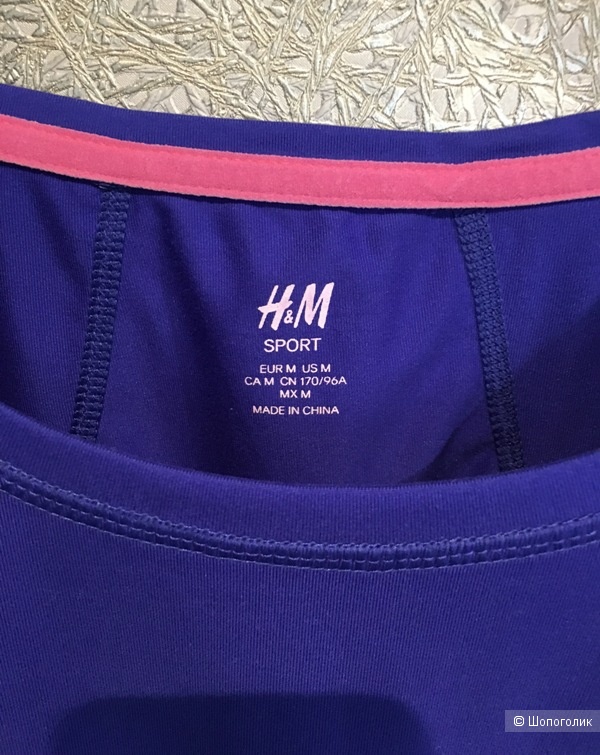 H&M
SPORT
EUR M US M
CA M CN 170/96A
MX M
MADE IN CHINA
© Шопоголик